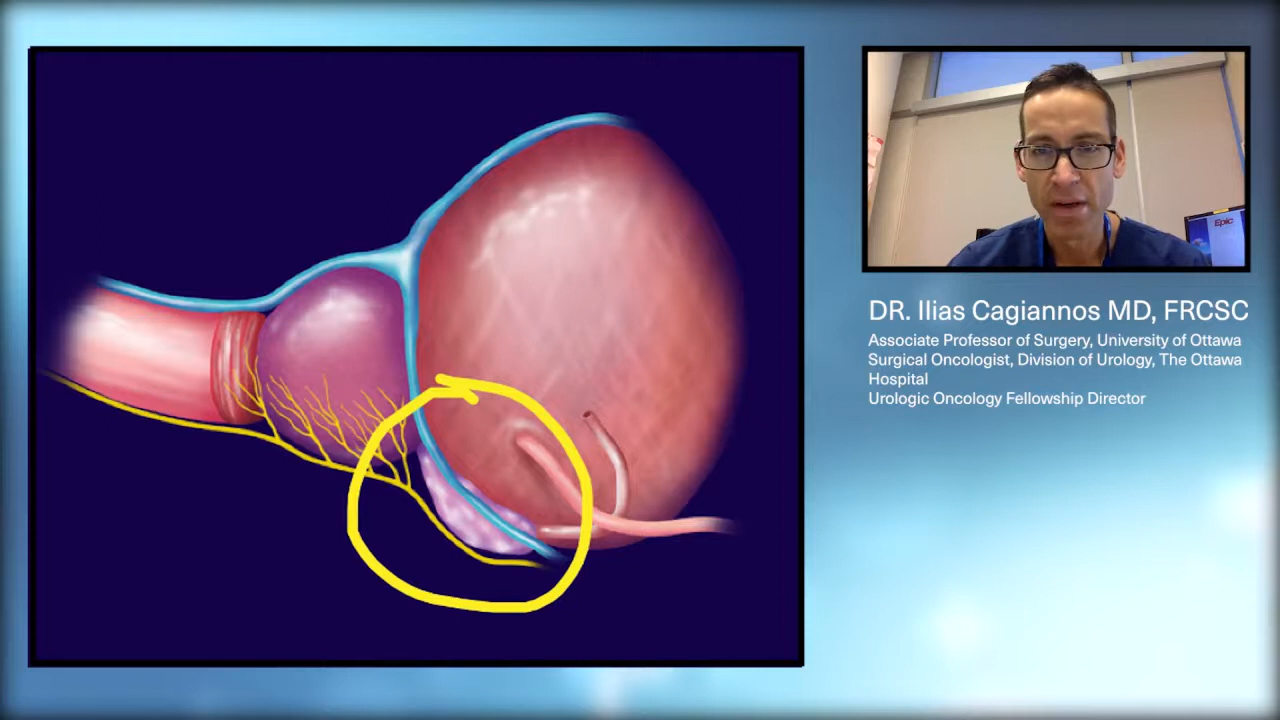 Epic
DR. Ilias Cagiannos MD, FRCSC
Associate Professor of Surgery, University of Ottawa
Surgical Oncologist, Division of Urology, The Ottawa
Hospital
Urologic Oncology Fellowship Director